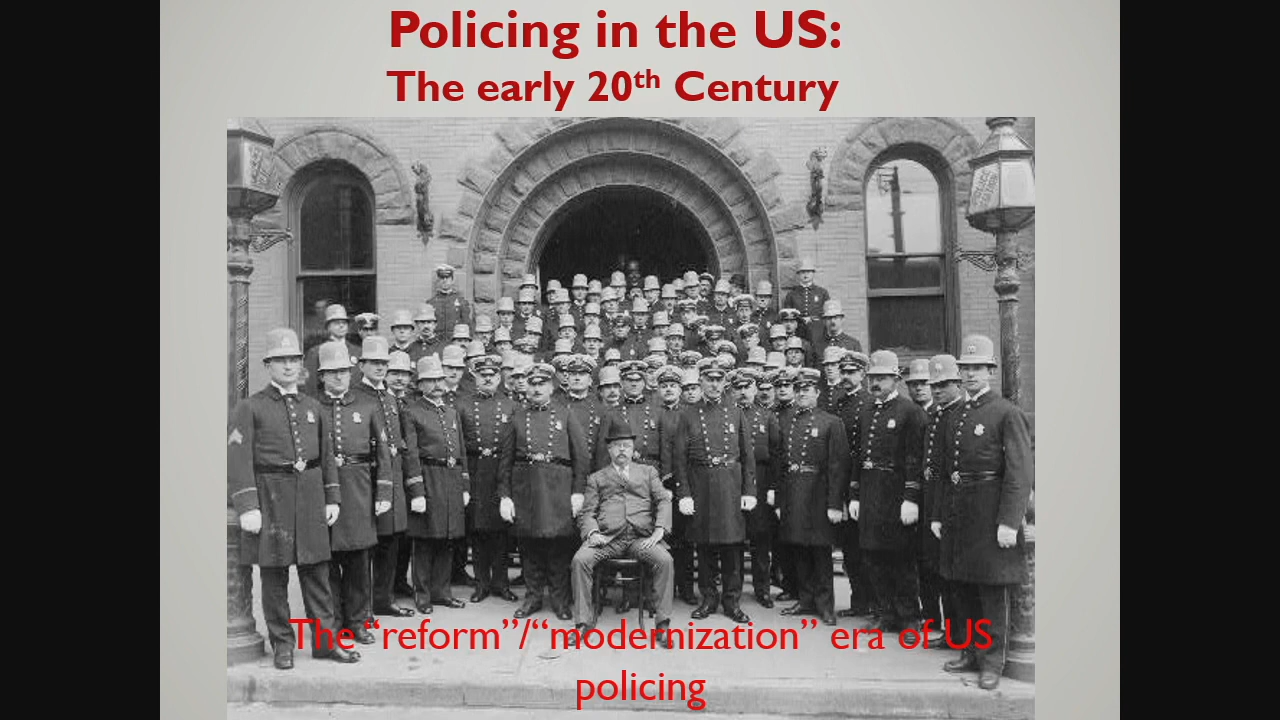 Policing in the US:
The early 20th Century
The “reform”/“modernization” era of US
policing